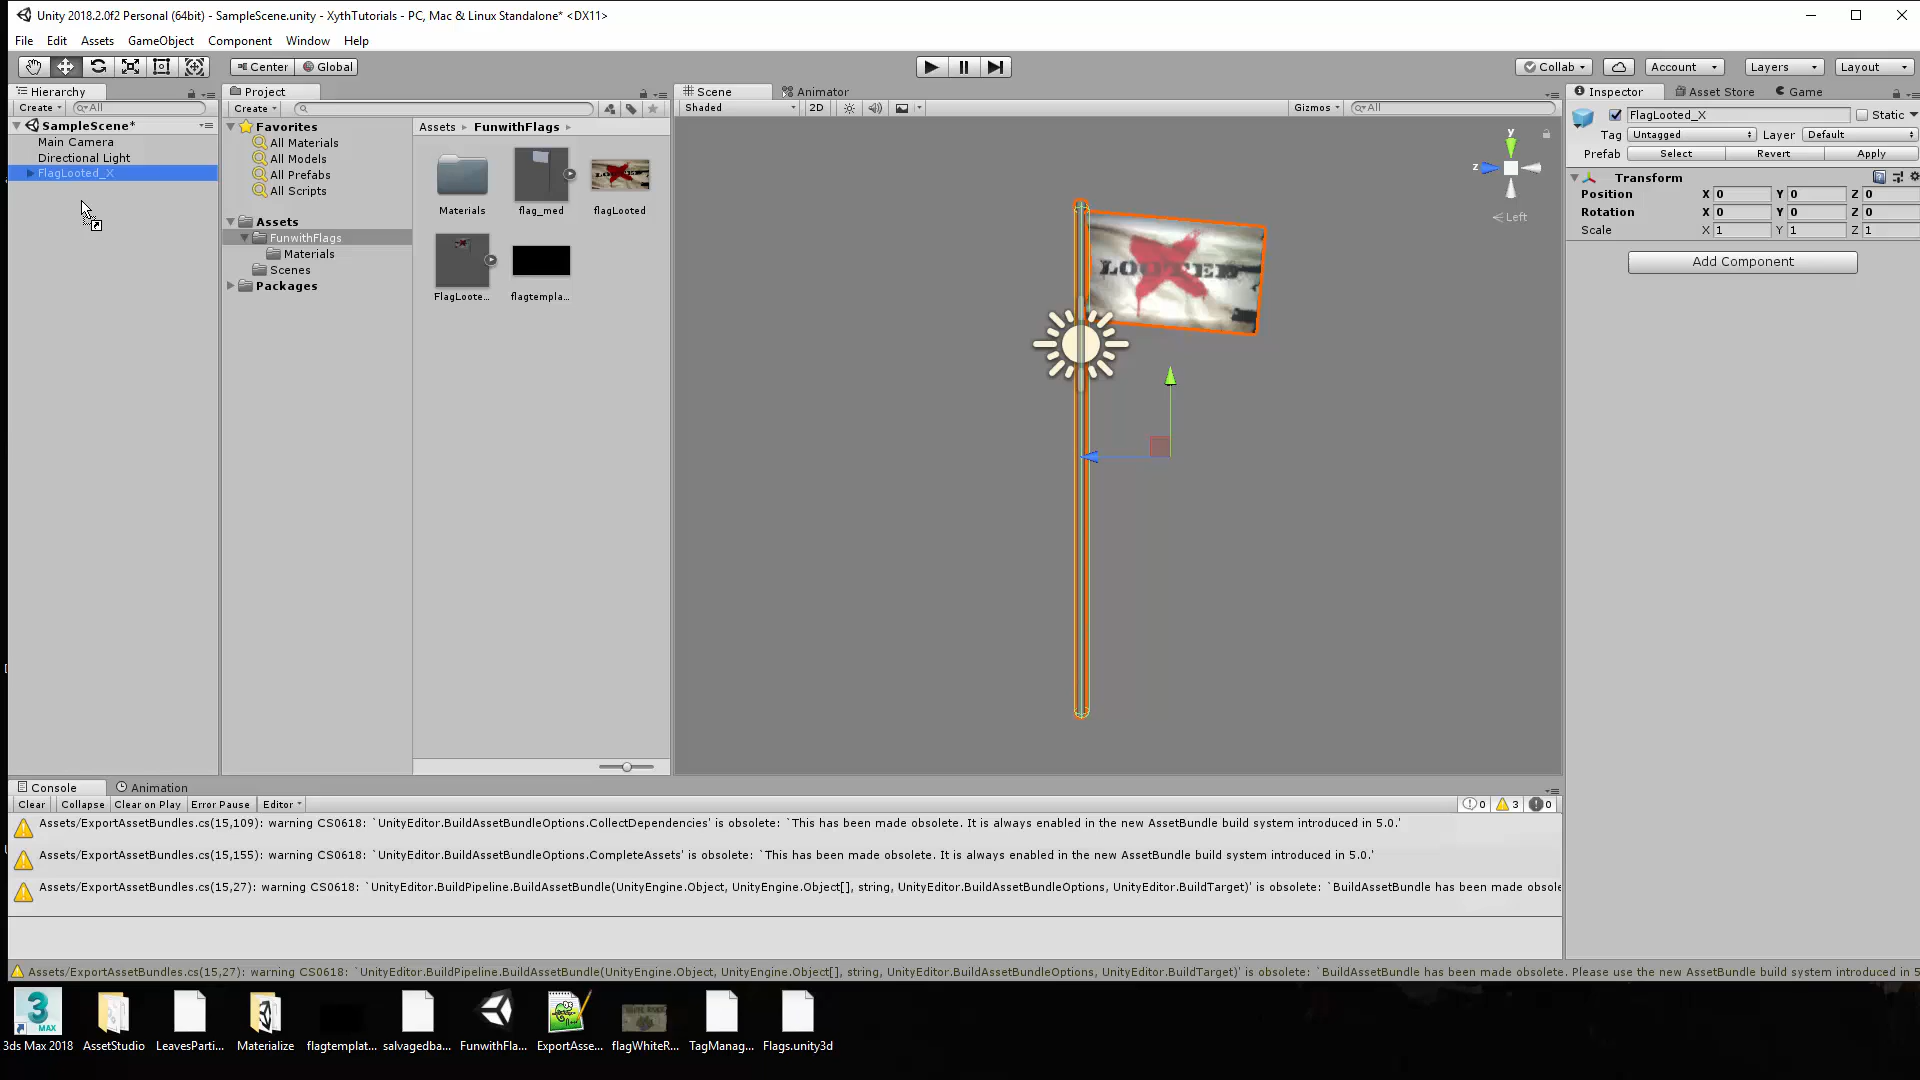 Unity 2018.2.0f2 Personal (64bit) - SampleScene.unity - XythTutorials - PC, Mac & Linux Standalone* <DX11>
File Edit Assets GameObject Component Window Help
Center Global Collab Account Layers Layout
Hierarchy
Create All
SampleScene*
Main Camera
Directional Light
FlagLooted_X
Project
Create
Favorites
All Materials
All Models
All Prefabs
All Scripts
Assets
FunwithFlags
Materials
Scenes
Packages
Assets FunwithFlags
Materials flag_med flagLooted
FlagLoote... flagtempla...
Scene Animator
Shaded 2D Gizmos All
y
z
Left
LOOTED
Inspector Asset Store Game
FlagLooted_X Static
Tag Untagged Layer Default
Prefab Select Revert Apply
Transform
Position X 0 Y 0 Z 0
Rotation X 0 Y 0 Z 0
Scale X 1 Y 1 Z 1
Add Component
Console Animation
Clear Collapse Clear on Play Error Pause Editor 0 3 0
Assets/ExportAssetBundles.cs(15,109): warning CS0618: `UnityEditor.BuildAssetBundleOptions.CollectDependencies' is obsolete: `This has been made obsolete. It is always enabled in the new AssetBundle build system introduced in 5.0.'
Assets/ExportAssetBundles.cs(15,155): warning CS0618: `UnityEditor.BuildAssetBundleOptions.CompleteAssets' is obsolete: `This has been made obsolete. It is always enabled in the new AssetBundle build system introduced in 5.0.'
Assets/ExportAssetBundles.cs(15,27): warning CS0618: `UnityEditor.BuildPipeline.BuildAssetBundle(UnityEngine.Object, UnityEngine.Object[], string, UnityEditor.BuildAssetBundleOptions, UnityEditor.BuildTarget)' is obsolete: `BuildAssetBundle has been made obsole
Assets/ExportAssetBundles.cs(15,27): warning CS0618: `UnityEditor.BuildPipeline.BuildAssetBundle(UnityEngine.Object, UnityEngine.Object[], string, UnityEditor.BuildAssetBundleOptions, UnityEditor.BuildTarget)' is obsolete: `BuildAssetBundle has been made obsolete. Please use the new AssetBundle build system introduced in 5
3
MAX
3ds Max 2018 AssetStudio LeavesParti... Materialize flagtemplat... salvagedba... FunwithFla... ExportAsse... flagWhiteR... TagManag... Flags.unity3d